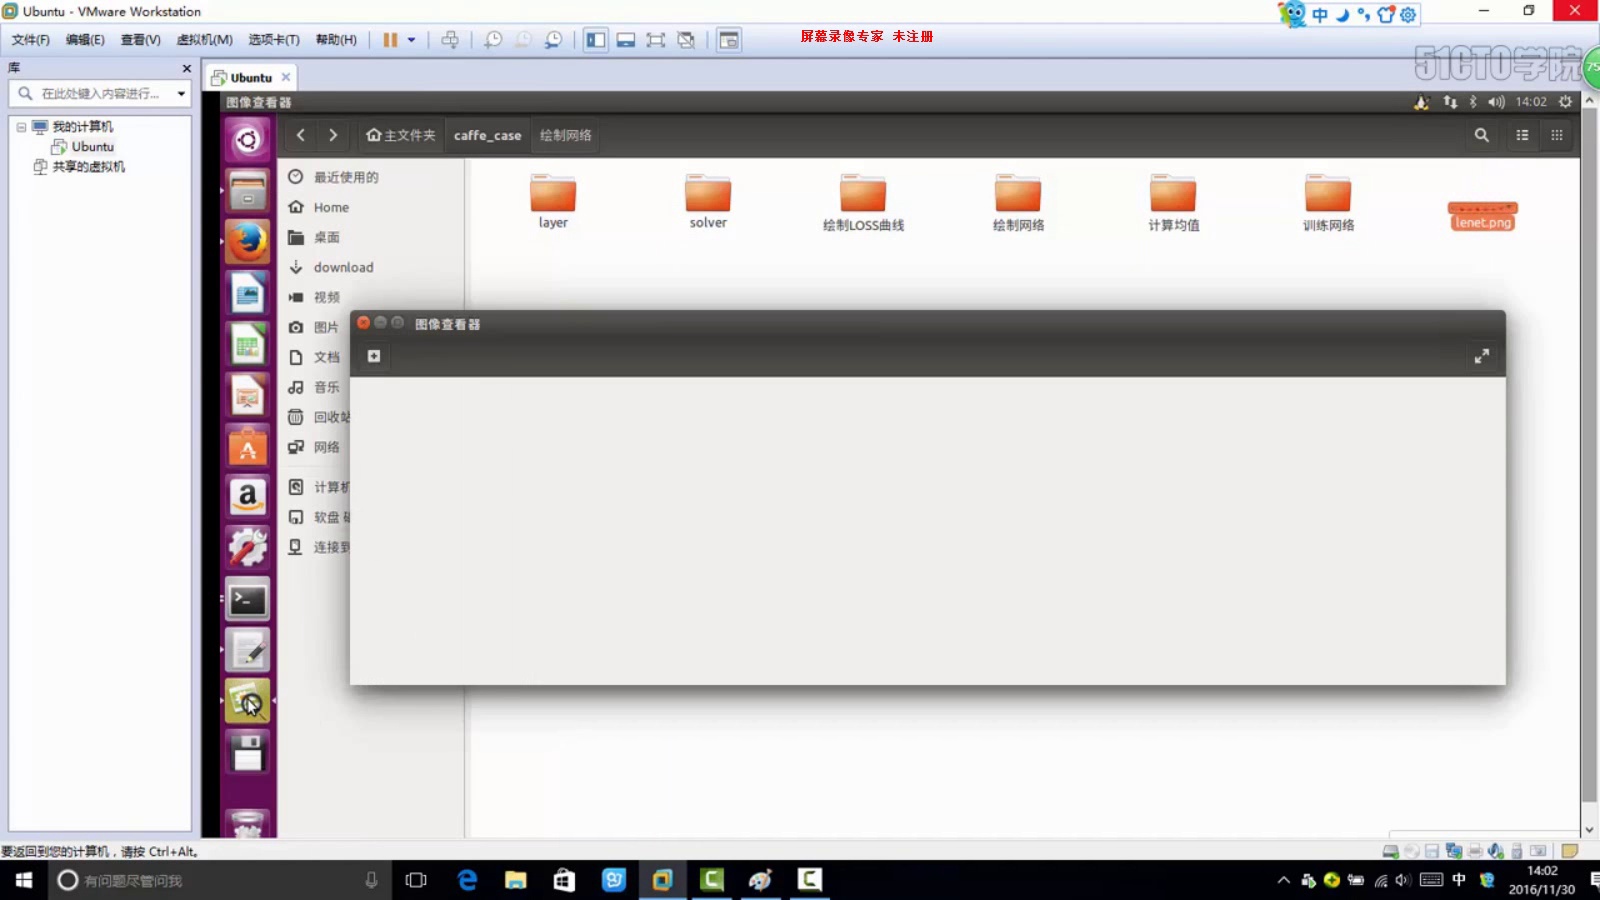 Ubuntu - VMware Workstation
中
文件(F) 编辑(E) 查看(V) 虚拟机(M) 选项卡(T) 帮助(H)
屏幕录像专家 未注册
51CTO学院
75
库
Ubuntu
在此处键入内容进行...
图像查看器
14:02
我的计算机
Ubuntu
共享的虚拟机
主文件夹 caffe_case 绘制网络
最近使用的
Home
桌面
download
视频
图片
文档
音乐
回收站
网络
计算机
软盘
连接到
layer
solver
绘制LOSS曲线
绘制网络
计算均值
训练网络
lenet.png
图像查看器
要返回到您的计算机，请按 Ctrl+Alt。
有问题尽管问我
中
14:02
2016/11/30